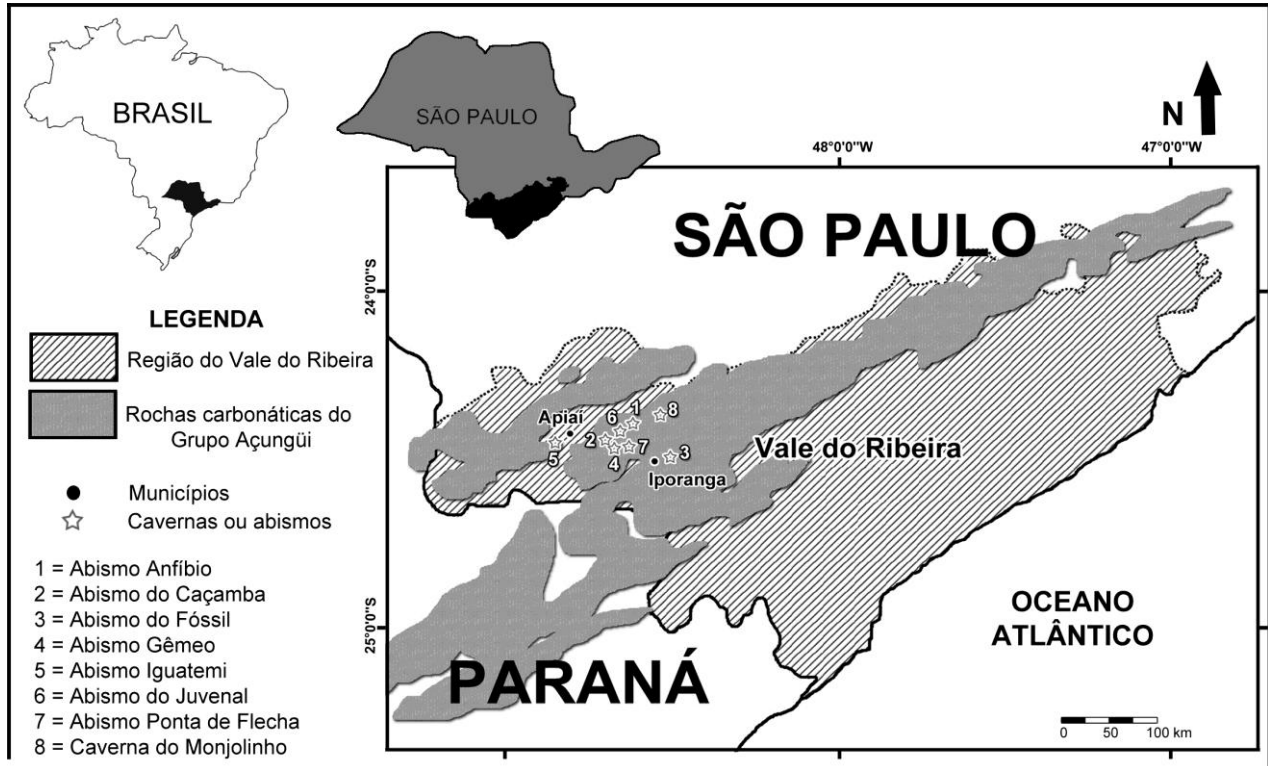 BRASIL
SÃO PAULO
N
48°0'0"W
47°0'0"W
SÃO PAULO
24°0'0"S
LEGENDA
Região do Vale do Ribeira
Rochas carbonáticas do
Grupo Açungüi
Municípios
Cavernas ou abismos
1 = Abismo Anfíbio
2 = Abismo do Caçamba
3 = Abismo do Fóssil
4 = Abismo Gêmeo
5 = Abismo Iguatemi
6 = Abismo do Juvenal
7 = Abismo Ponta de Flecha
8 = Caverna do Monjolinho
Apiaí
6
1
8
2
5
4
7
3
Iporanga
Vale do Ribeira
25°0'0"S
PARANÁ
OCEANO
ATLÂNTICO
0 50 100 km